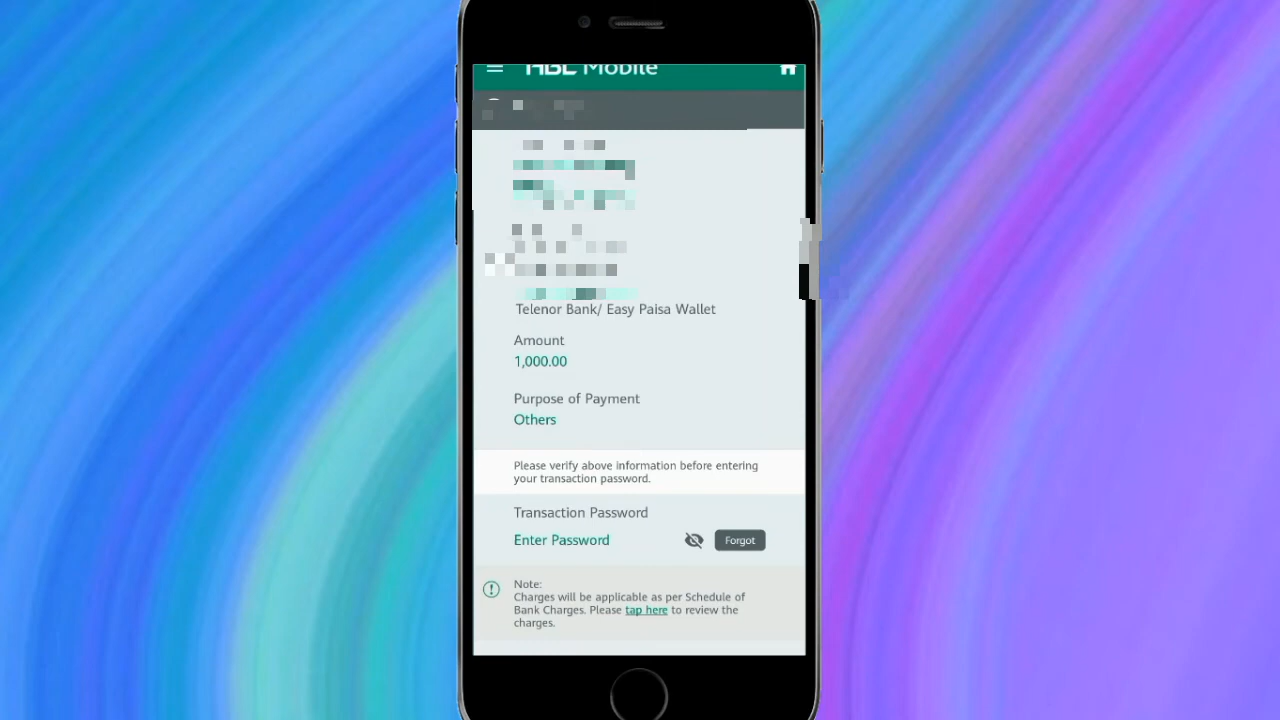 HBL Mobile
Telenor Bank/ Easy Paisa Wallet
Amount
1,000.00
Purpose of Payment
Others
Please verify above information before entering
your transaction password.
Transaction Password
Enter Password
Forgot
Note:
Charges will be applicable as per Schedule of
Bank Charges. Please tap here to review the
charges.